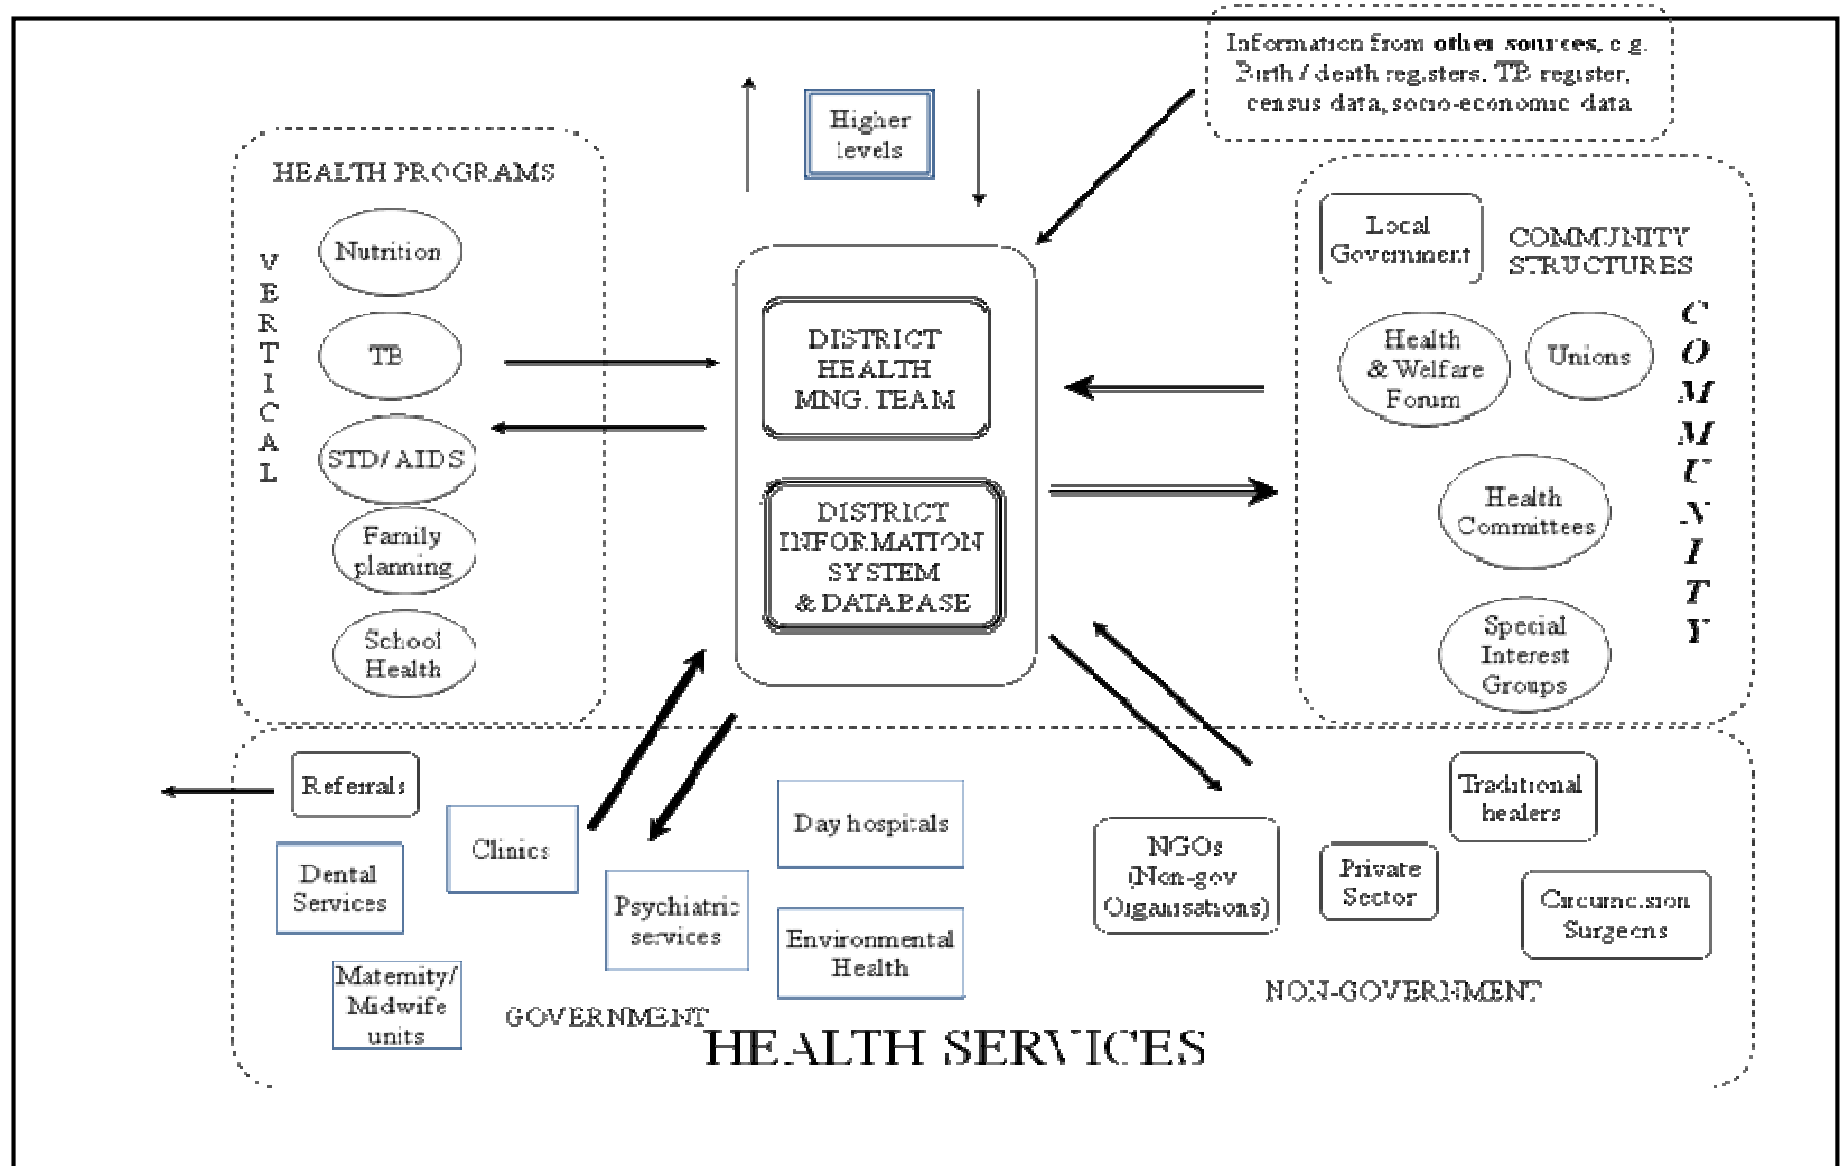 Information from other sources, e.g.
Birth / death registers, TB register,
census data, socio-economic data
Higher
levels
HEALTH PROGRAMS
VERTICAL
Nutrition
TB
STD/AIDS
Family
planning
School
Health
DISTRICT
HEALTH
MNG. TEAM
DISTRICT
INFORMATION
SYSTEM
& DATABASE
Local
Government
COMMUNITY
STRUCTURES
COMMUNITY
Health
& Welfare
Forum
Unions
Health
Committees
Special
Interest
Groups
Referrals
Clinics
Dental
Services
Maternity/
Midwife
units
Psychiatric
services
Day hospitals
Environmental
Health
GOVERNMENT
NGOs
(Non-gov
Organisations)
Private
Sector
Traditional
healers
Circumcision
Surgeons
NON-GOVERNMENT
HEALTH SERVICES